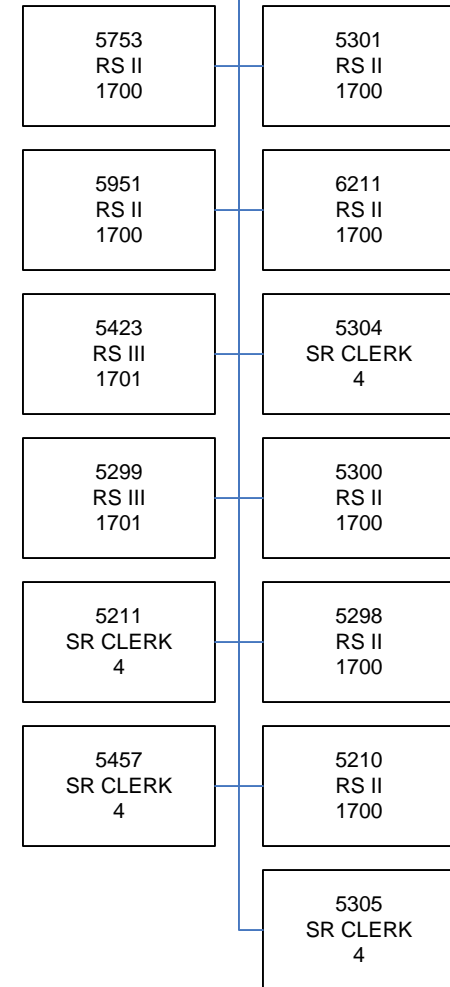 5753
RS II
1700
5301
RS II
1700
5951
RS II
1700
6211
RS II
1700
5423
RS III
1701
5304
SR CLERK
4
5299
RS III
1701
5300
RS II
1700
5211
SR CLERK
4
5298
RS II
1700
5457
SR CLERK
4
5210
RS II
1700
5305
SR CLERK
4